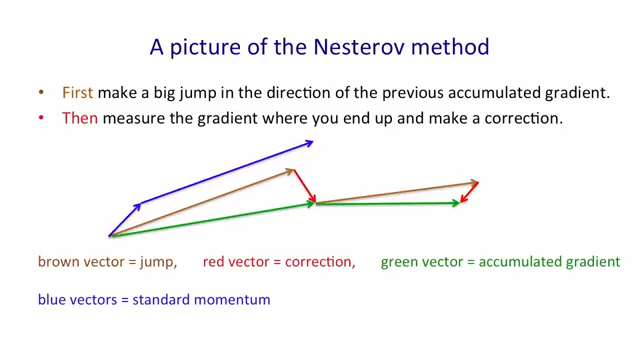 A picture of the Nesterov method
• First make a big jump in the direction of the previous accumulated gradient.
• Then measure the gradient where you end up and make a correction.
brown vector = jump, red vector = correction, green vector = accumulated gradient
blue vectors = standard momentum